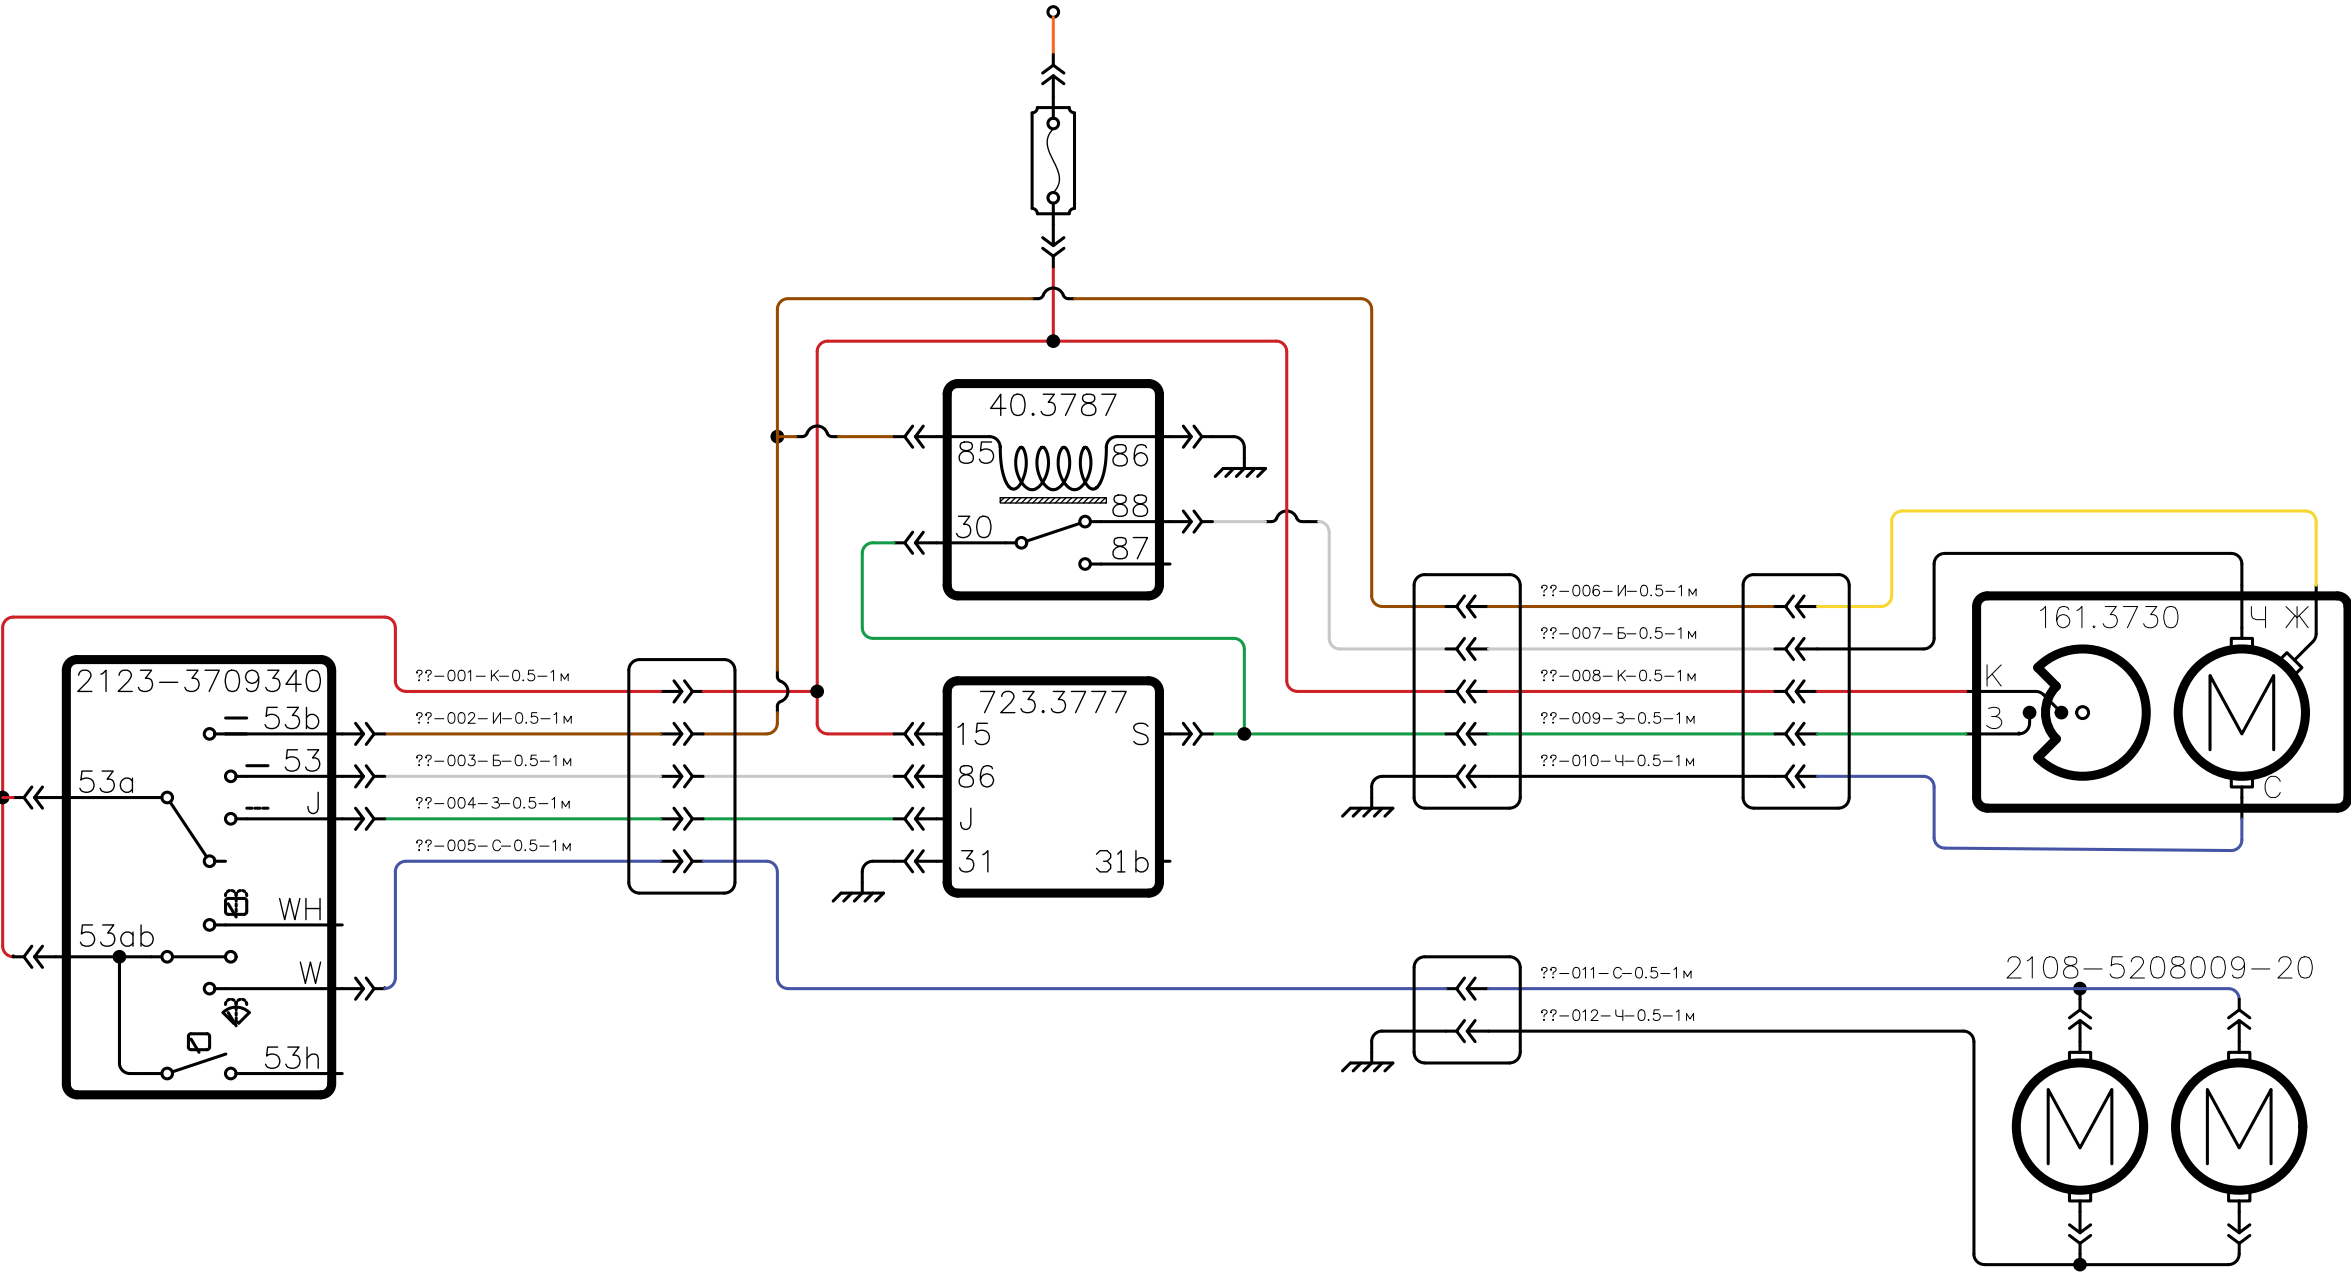 40.3787
85
86
88
30
87
161.3730
Ч Ж
К
З
С
M
2123-3709340
53b
53
J
53a
WH
53ab
W
53h
??-001-К-0.5-1м
??-002-И-0.5-1м
??-003-Б-0.5-1м
??-004-З-0.5-1м
??-005-С-0.5-1м
723.3777
15
S
86
J
31
31b
??-006-И-0.5-1м
??-007-Б-0.5-1м
??-008-К-0.5-1м
??-009-З-0.5-1м
??-010-Ч-0.5-1м
??-011-С-0.5-1м
??-012-Ч-0.5-1м
2108-5208009-20
M
M